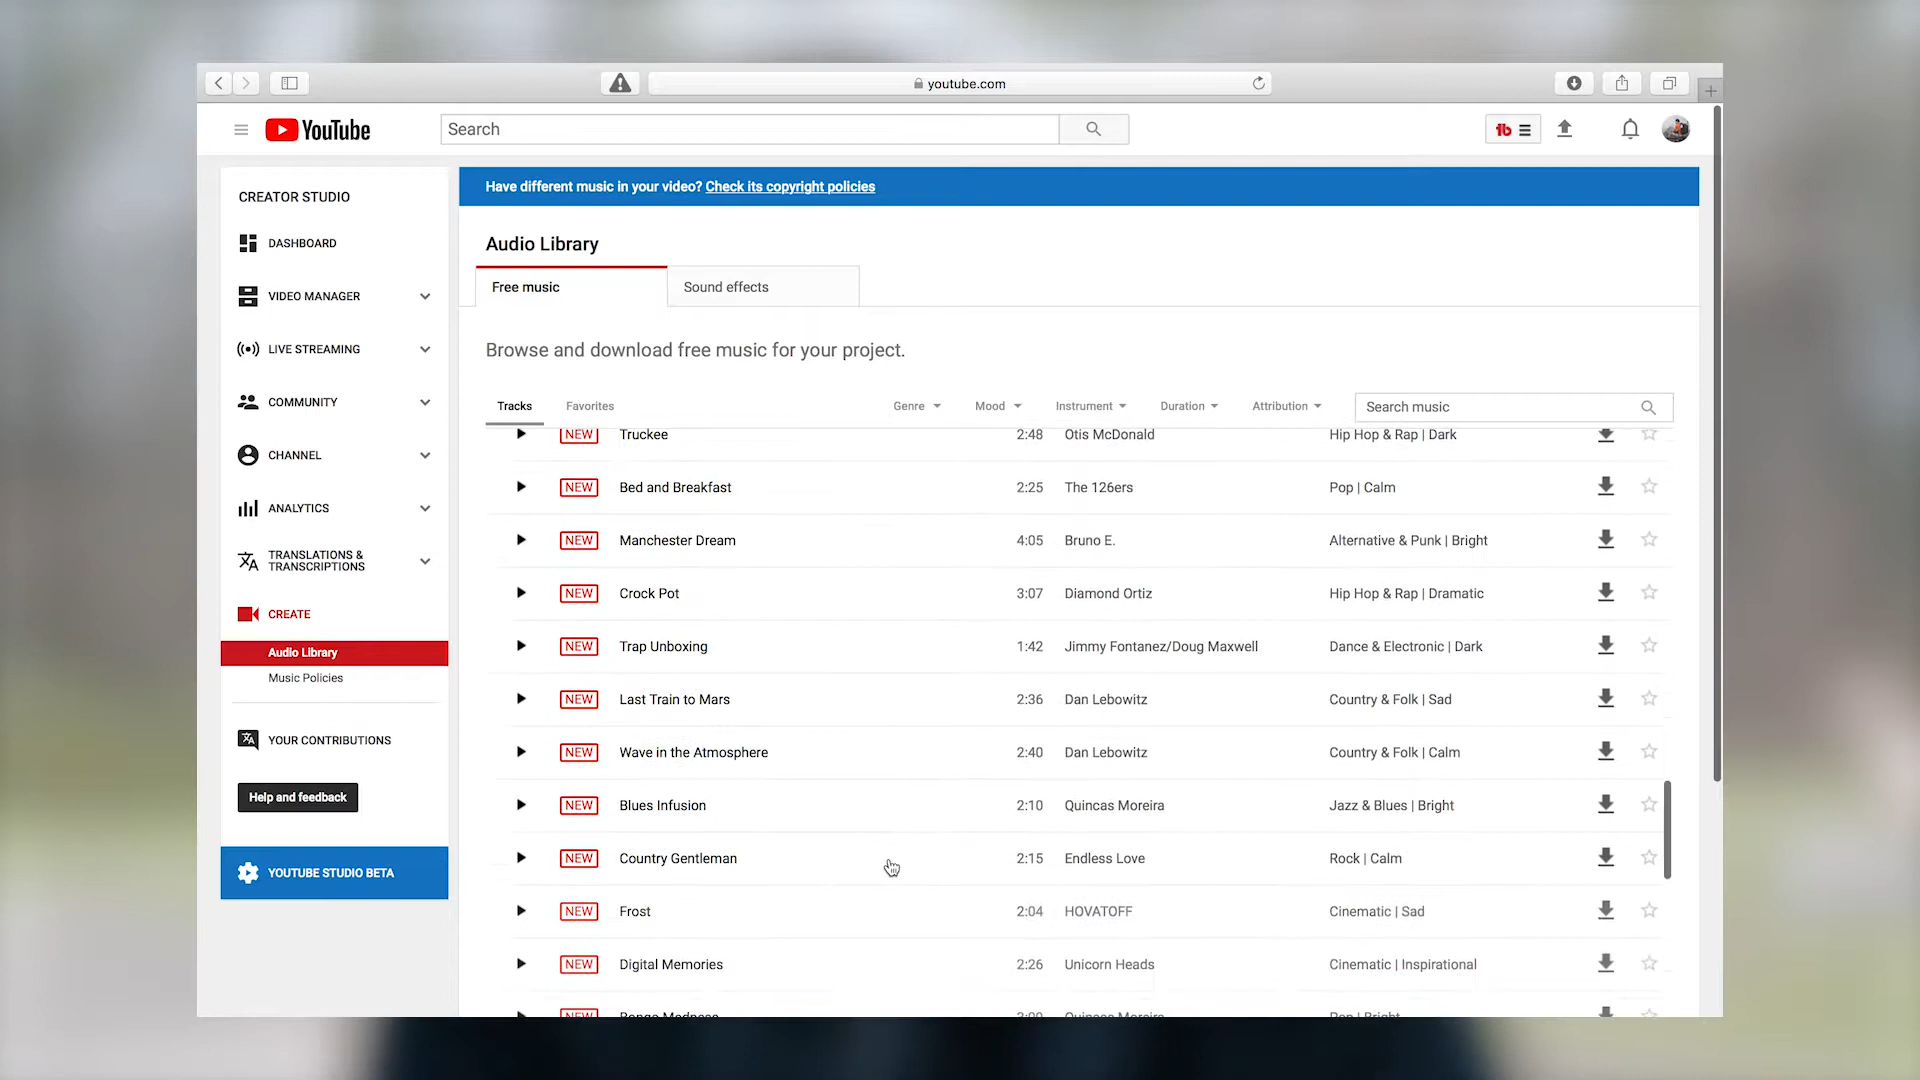 youtube.com
YouTube
Search
CREATOR STUDIO
DASHBOARD
VIDEO MANAGER
LIVE STREAMING
COMMUNITY
CHANNEL
ANALYTICS
TRANSLATIONS &
TRANSCRIPTIONS
CREATE
Audio Library
Music Policies
YOUR CONTRIBUTIONS
Help and feedback
YOUTUBE STUDIO BETA
Have different music in your video? Check its copyright policies
Audio Library
Free music Sound effects
Browse and download free music for your project.
Tracks Favorites Genre Mood Instrument Duration Attribution Search music
NEW Truckee 2:48 Otis McDonald Hip Hop & Rap | Dark
NEW Bed and Breakfast 2:25 The 126ers Pop | Calm
NEW Manchester Dream 4:05 Bruno E. Alternative & Punk | Bright
NEW Crock Pot 3:07 Diamond Ortiz Hip Hop & Rap | Dramatic
NEW Trap Unboxing 1:42 Jimmy Fontanez/Doug Maxwell Dance & Electronic | Dark
NEW Last Train to Mars 2:36 Dan Lebowitz Country & Folk | Sad
NEW Wave in the Atmosphere 2:40 Dan Lebowitz Country & Folk | Calm
NEW Blues Infusion 2:10 Quincas Moreira Jazz & Blues | Bright
NEW Country Gentleman 2:15 Endless Love Rock | Calm
NEW Frost 2:04 HOVATOFF Cinematic | Sad
NEW Digital Memories 2:26 Unicorn Heads Cinematic | Inspirational